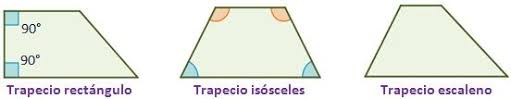 90°
90°
Trapecio rectángulo
Trapecio isósceles
Trapecio escaleno